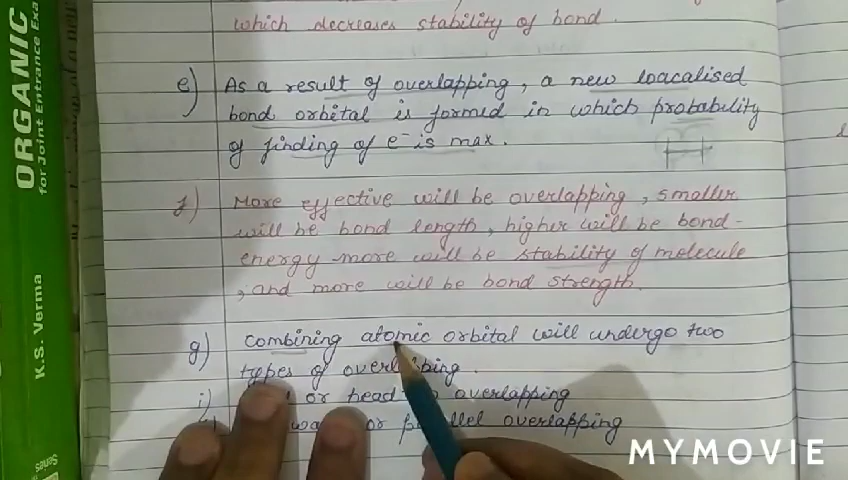 ORGANIC
for Joint Entrance Exa
K.S. Verma
which decreases stability of bond.
e) As a result of overlapping, a new loacalised
bond orbital is formed in which probability
of finding of e⁻ is max.
f) More effective will be overlapping, smaller
will be bond length, higher will be bond
energy more will be stability of molecule
, and more will be bond strength.
g) combining atomic orbital will undergo two
types of overlapping.
i) or head overlapping
or overlapping
MYMOVIE